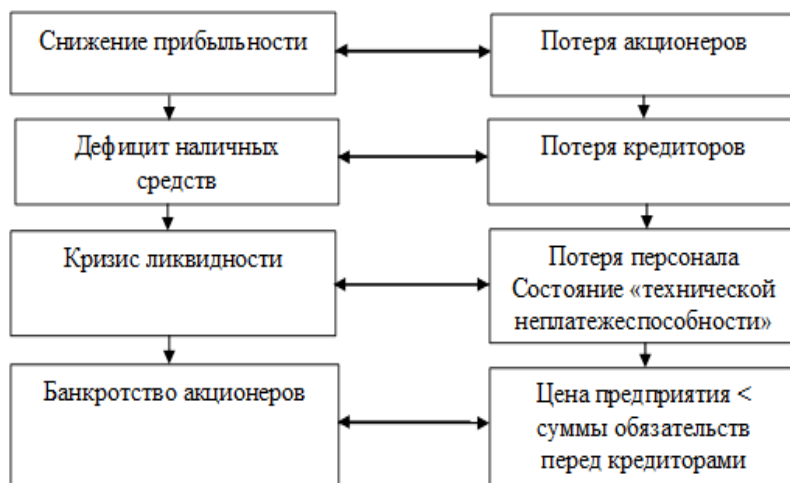 Снижение прибыльности
Потеря акционеров
Дефицит наличных
средств
Потеря кредиторов
Кризис ликвидности
Потеря персонала
Состояние «технической
неплатежеспособности»
Банкротство акционеров
Цена предприятия <
суммы обязательств
перед кредиторами